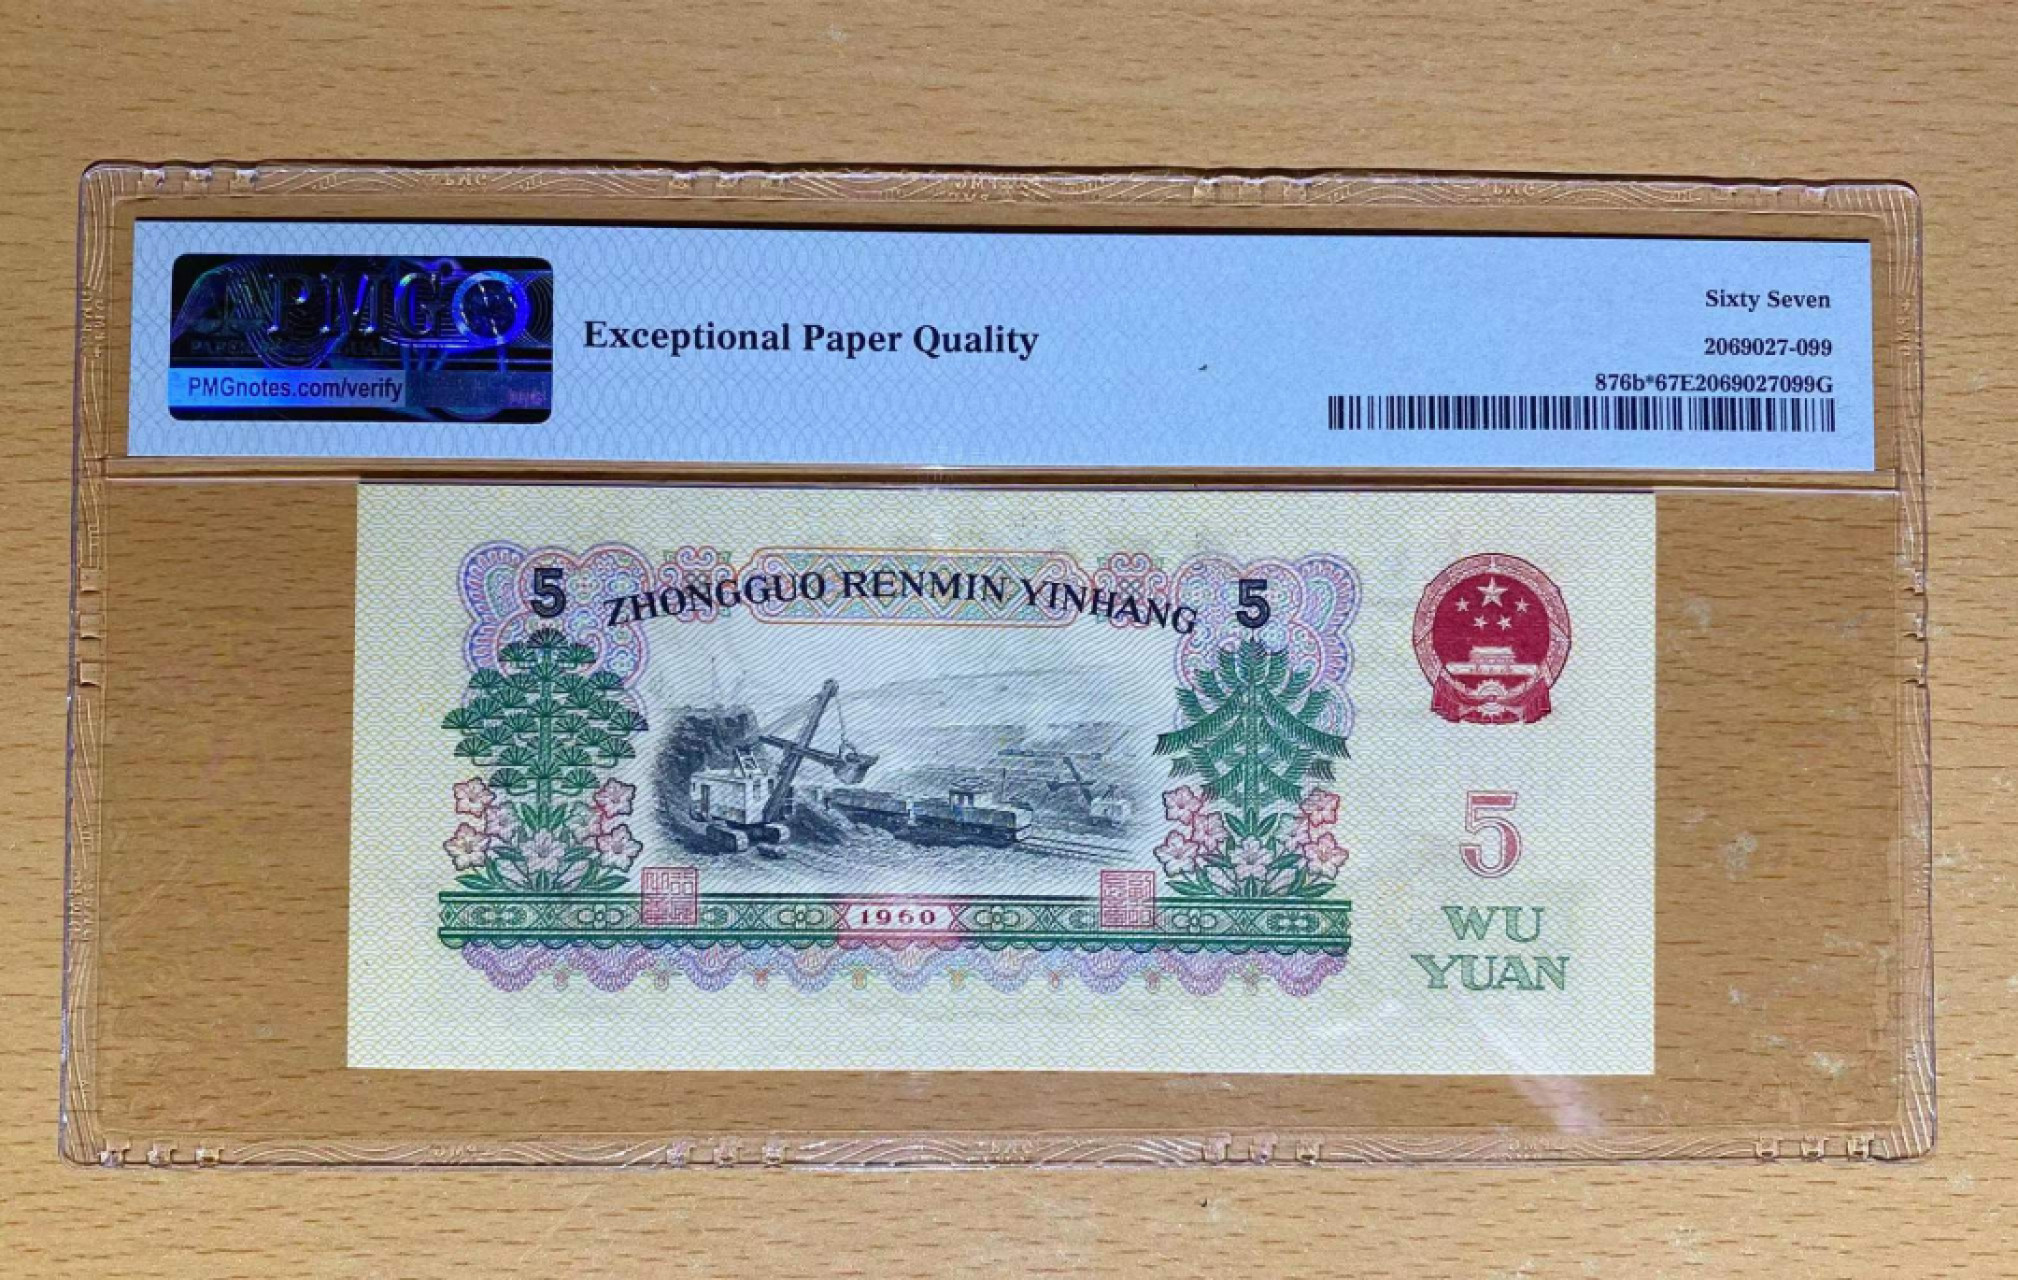 PMG
PMGnotes.com/verify
Exceptional Paper Quality
Sixty Seven
2069027-099
876b*67E2069027099G
5 ZHONGGUO RENMIN YINHANG 5
5
1960
WU
YUAN